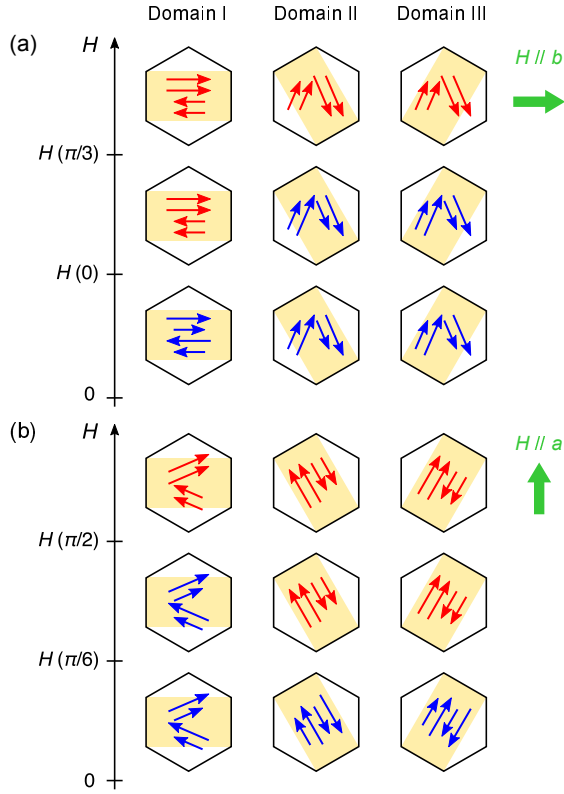 Domain I Domain II Domain III
(a) H
H // b
H (π/3)
H (0)
0
(b) H
H // a
H (π/2)
H (π/6)
0